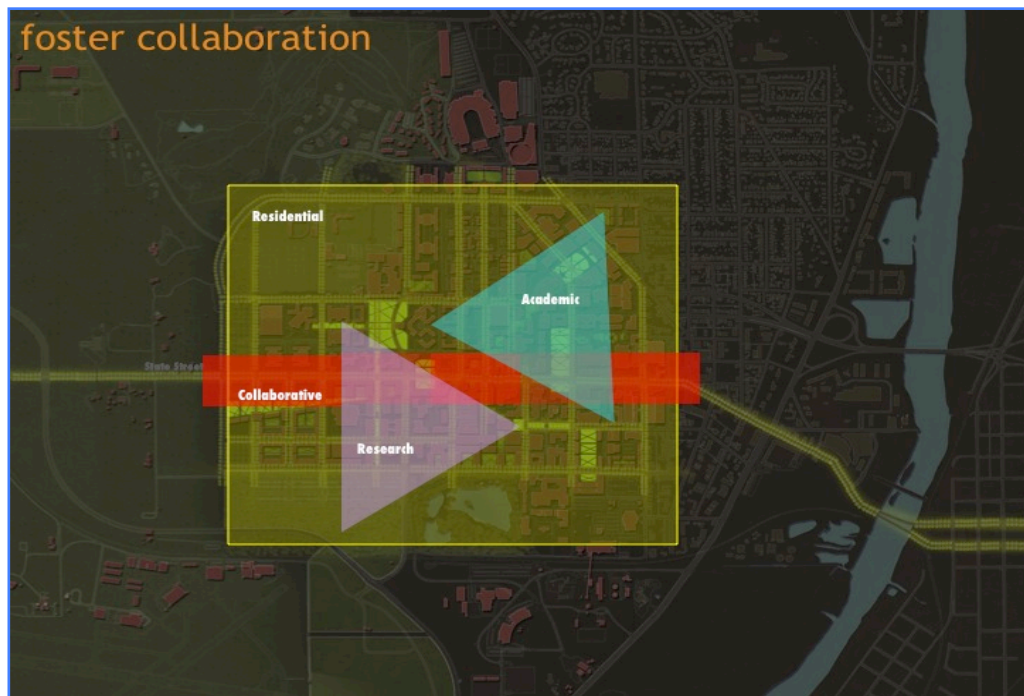 foster collaboration
Residential
Academic
State Street
Collaborative
Research